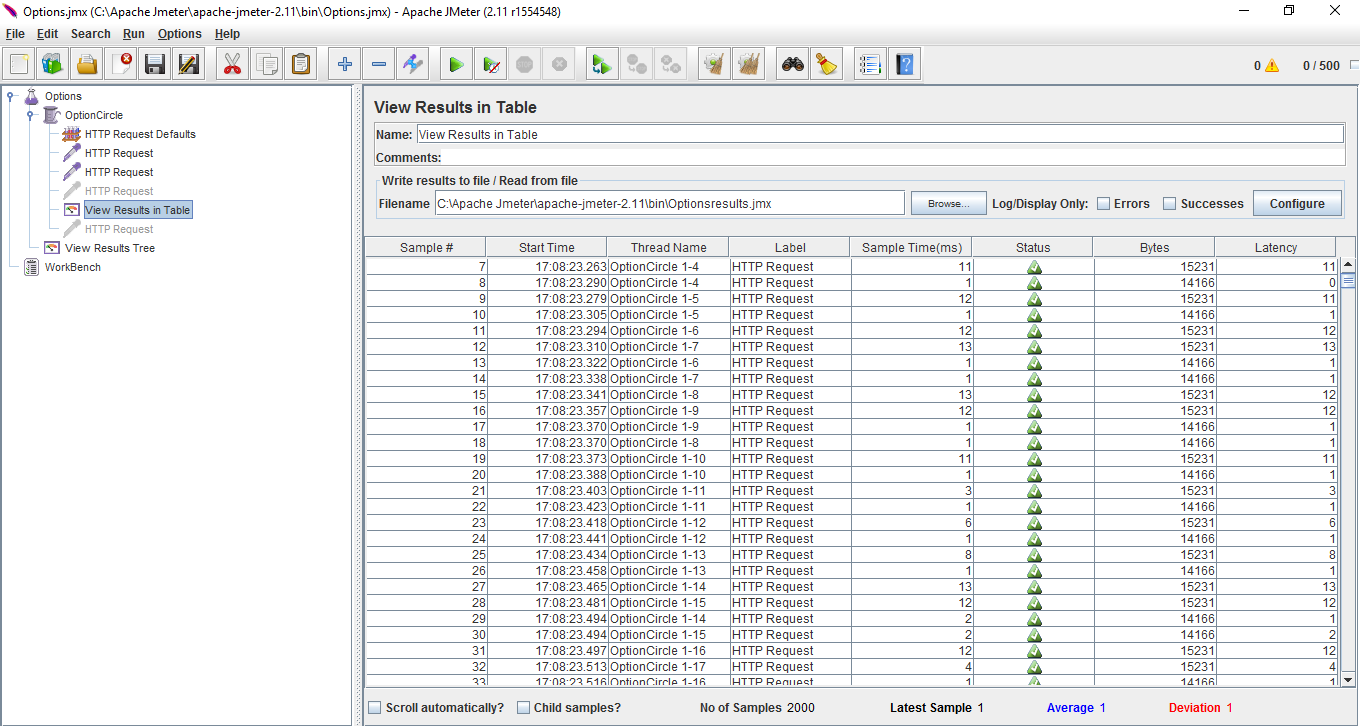 Options.jmx (C:\Apache Jmeter\apache-jmeter-2.11\bin\Options.jmx) - Apache JMeter (2.11 r1554548)
File Edit Search Run Options Help
0 0 / 500
Options
OptionCircle
HTTP Request Defaults
HTTP Request
HTTP Request
HTTP Request
View Results in Table
HTTP Request
View Results Tree
WorkBench
View Results in Table
Name: View Results in Table
Comments:
Write results to file / Read from file
Filename C:\Apache Jmeter\apache-jmeter-2.11\bin\Optionsresults.jmx Browse... Log/Display Only: Errors Successes Configure
Sample # Start Time Thread Name Label Sample Time(ms) Status Bytes Latency
7 17:08:23.263 OptionCircle 1-4 HTTP Request 11 15231 11
8 17:08:23.290 OptionCircle 1-4 HTTP Request 1 14166 0
9 17:08:23.279 OptionCircle 1-5 HTTP Request 12 15231 11
10 17:08:23.305 OptionCircle 1-5 HTTP Request 1 14166 1
11 17:08:23.294 OptionCircle 1-6 HTTP Request 12 15231 12
12 17:08:23.310 OptionCircle 1-7 HTTP Request 13 15231 13
13 17:08:23.322 OptionCircle 1-6 HTTP Request 1 14166 1
14 17:08:23.338 OptionCircle 1-7 HTTP Request 1 14166 1
15 17:08:23.341 OptionCircle 1-8 HTTP Request 13 15231 12
16 17:08:23.357 OptionCircle 1-9 HTTP Request 12 15231 12
17 17:08:23.370 OptionCircle 1-9 HTTP Request 1 14166 1
18 17:08:23.370 OptionCircle 1-8 HTTP Request 1 14166 1
19 17:08:23.373 OptionCircle 1-10 HTTP Request 11 15231 11
20 17:08:23.388 OptionCircle 1-10 HTTP Request 1 14166 1
21 17:08:23.403 OptionCircle 1-11 HTTP Request 3 15231 3
22 17:08:23.423 OptionCircle 1-11 HTTP Request 1 14166 1
23 17:08:23.418 OptionCircle 1-12 HTTP Request 6 15231 6
24 17:08:23.441 OptionCircle 1-12 HTTP Request 1 14166 1
25 17:08:23.434 OptionCircle 1-13 HTTP Request 8 15231 8
26 17:08:23.458 OptionCircle 1-13 HTTP Request 1 14166 1
27 17:08:23.465 OptionCircle 1-14 HTTP Request 13 15231 13
28 17:08:23.481 OptionCircle 1-15 HTTP Request 12 15231 12
29 17:08:23.494 OptionCircle 1-14 HTTP Request 2 14166 1
30 17:08:23.494 OptionCircle 1-15 HTTP Request 2 14166 2
31 17:08:23.497 OptionCircle 1-16 HTTP Request 12 15231 12
32 17:08:23.513 OptionCircle 1-17 HTTP Request 4 15231 4
33 17:08:23.516 OptionCircle 1-16 HTTP Request 1 14166 1
Scroll automatically? Child samples? No of Samples 2000 Latest Sample 1 Average 1 Deviation 1